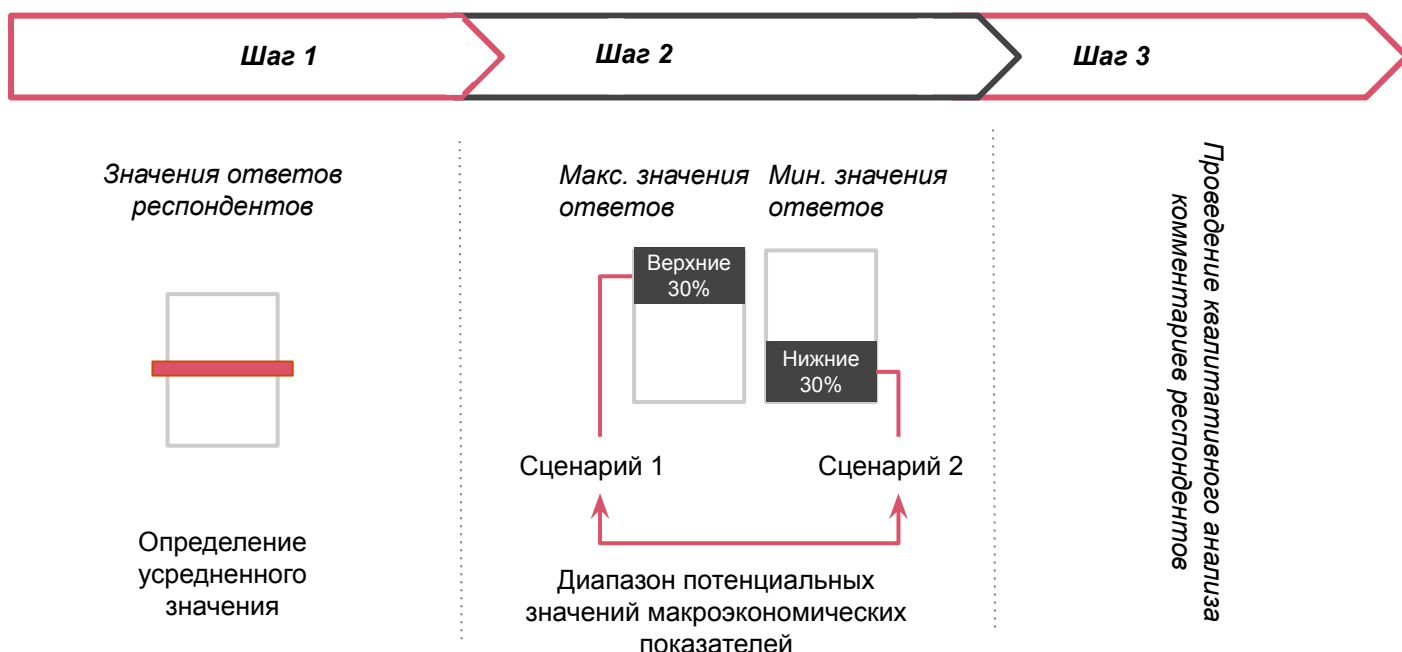 Шаг 1
Шаг 2
Шаг 3
Значения ответов
респондентов
Определение
усредненного
значения
Макс. значения
ответов
Мин. значения
ответов
Верхние
30%
Нижние
30%
Сценарий 1
Сценарий 2
Диапазон потенциальных
значений макроэкономических
показателей
Проведение квалитативного анализа
комментариев респондентов